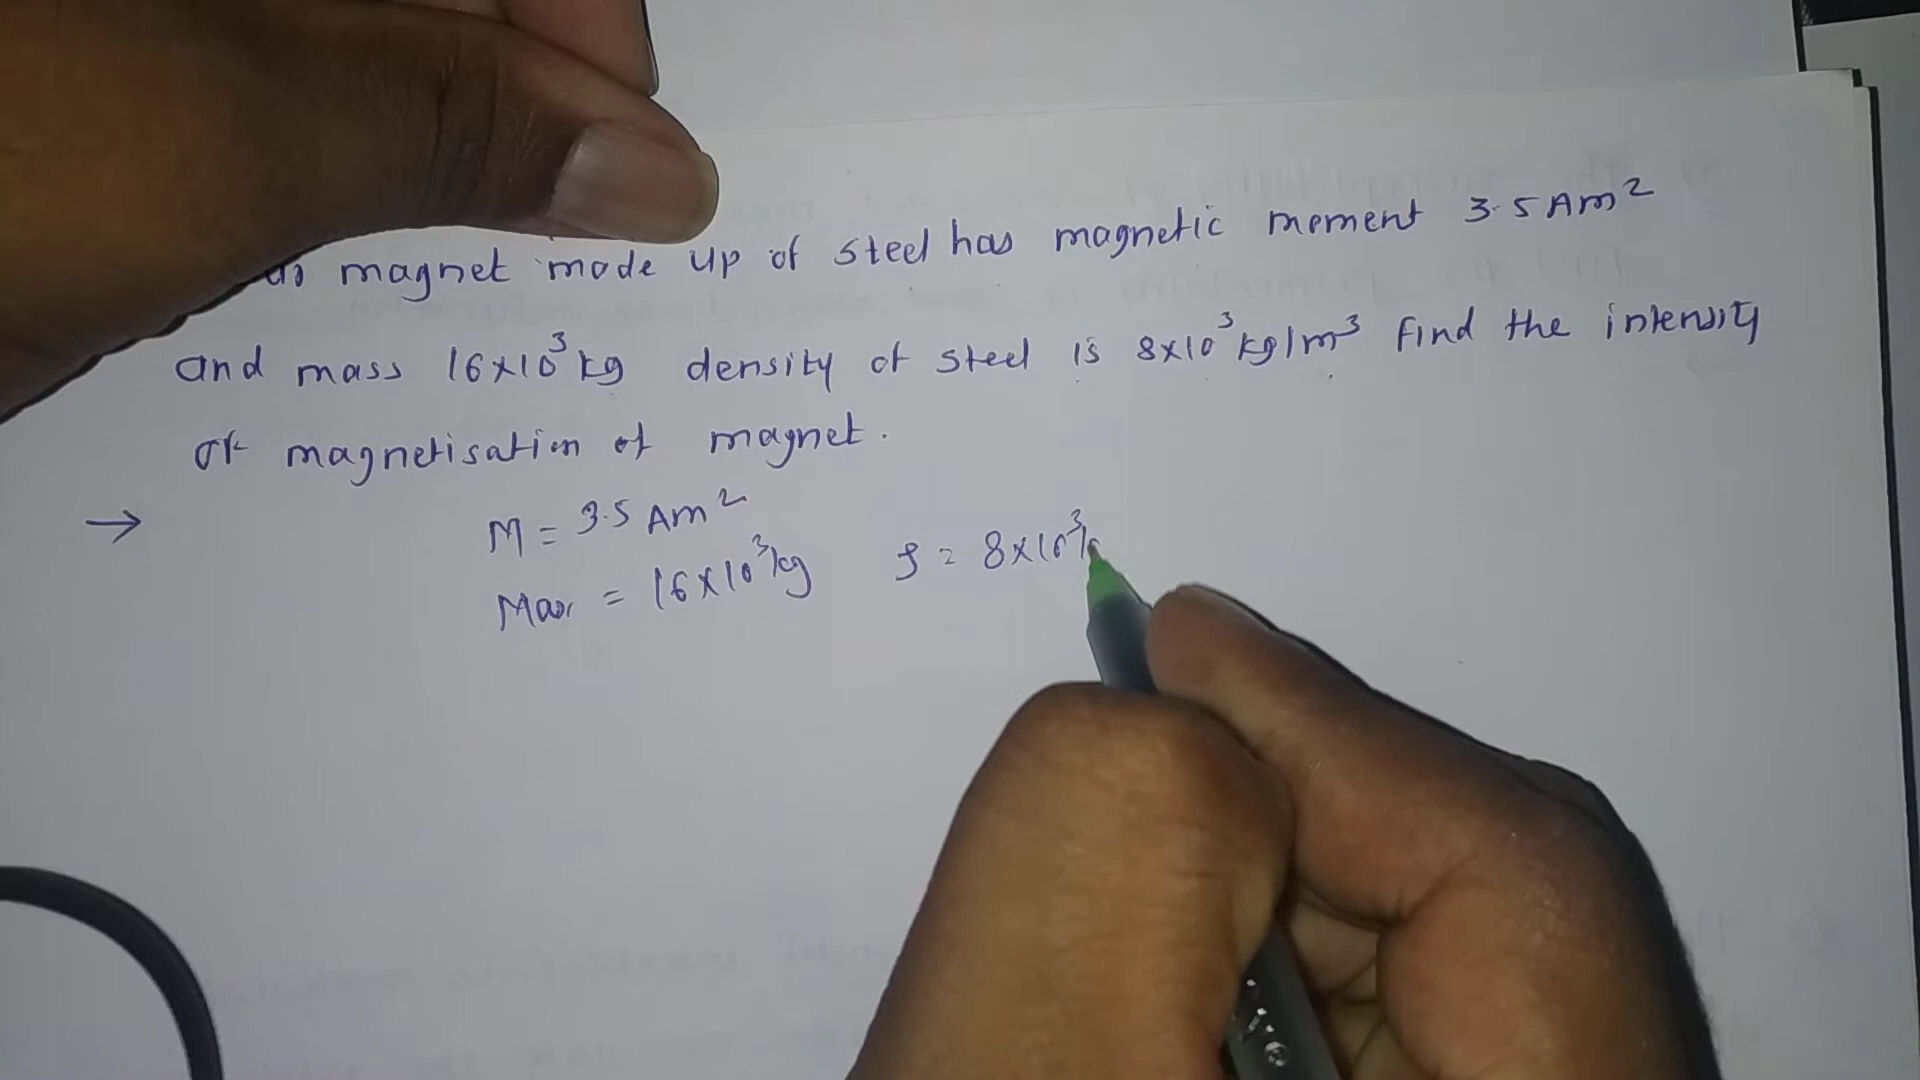 magnet made up of steel has magnetic moment 3.5 Am²
and mass 16×10³ kg density of steel is 8×10³ kg/m³ Find the intensity
of magnetisation of magnet.
→ M = 3.5 Am²
Mass = 16×10³ kg ρ = 8×10³